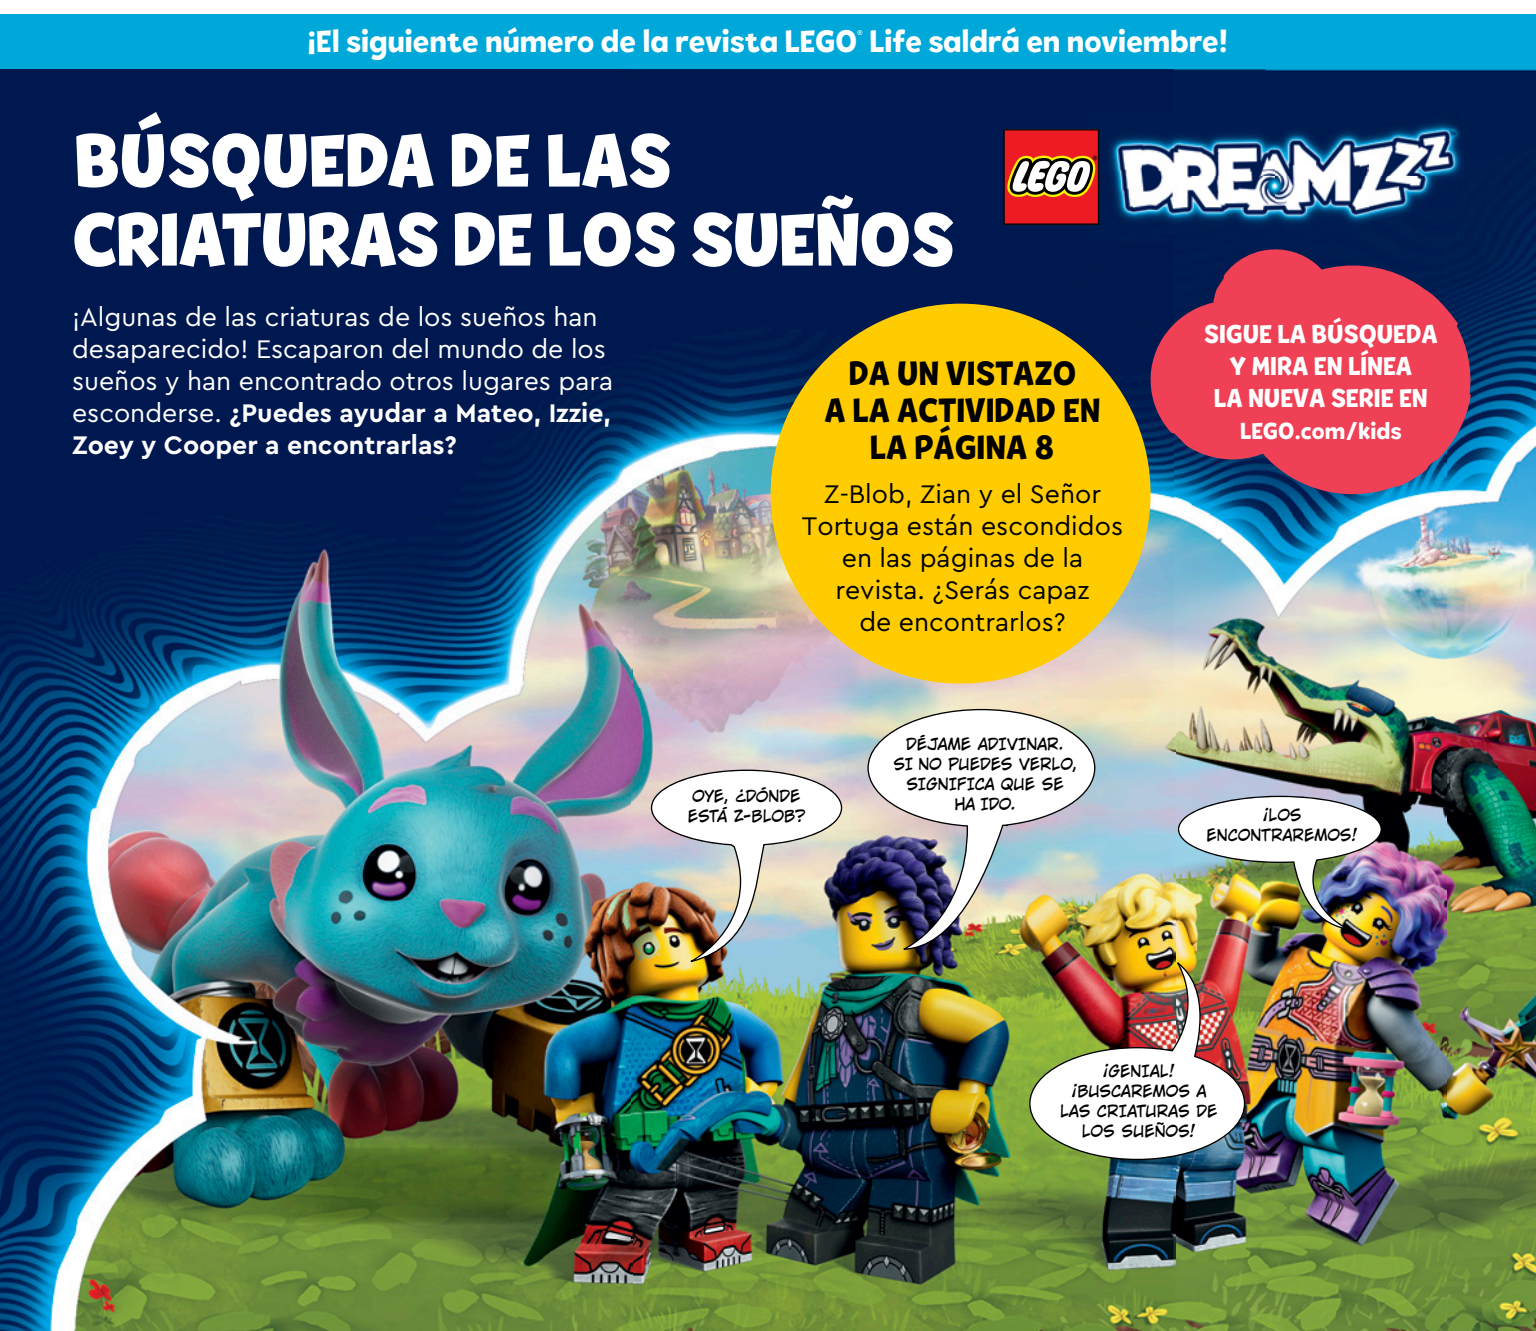 ¡El siguiente número de la revista LEGO® Life saldrá en noviembre!
BÚSQUEDA DE LAS
CRIATURAS DE LOS SUEÑOS
LEGO DREAMZzz
¡Algunas de las criaturas de los sueños han
desaparecido! Escaparon del mundo de los
sueños y han encontrado otros lugares para
esconderse. ¿Puedes ayudar a Mateo, Izzie,
Zoey y Cooper a encontrarlas?
DA UN VISTAZO
A LA ACTIVIDAD EN
LA PÁGINA 8
Z-Blob, Zian y el Señor
Tortuga están escondidos
en las páginas de la
revista. ¿Serás capaz
de encontrarlos?
SIGUE LA BÚSQUEDA
Y MIRA EN LÍNEA
LA NUEVA SERIE EN
LEGO.com/kids
OYE, ¿DÓNDE
ESTÁ Z-BLOB?
DÉJAME ADIVINAR.
SI NO PUEDES VERLO,
SIGNIFICA QUE SE
HA IDO.
¡LOS
ENCONTRAREMOS!
¡GENIAL!
¡BUSCAREMOS A
LAS CRIATURAS DE
LOS SUEÑOS!